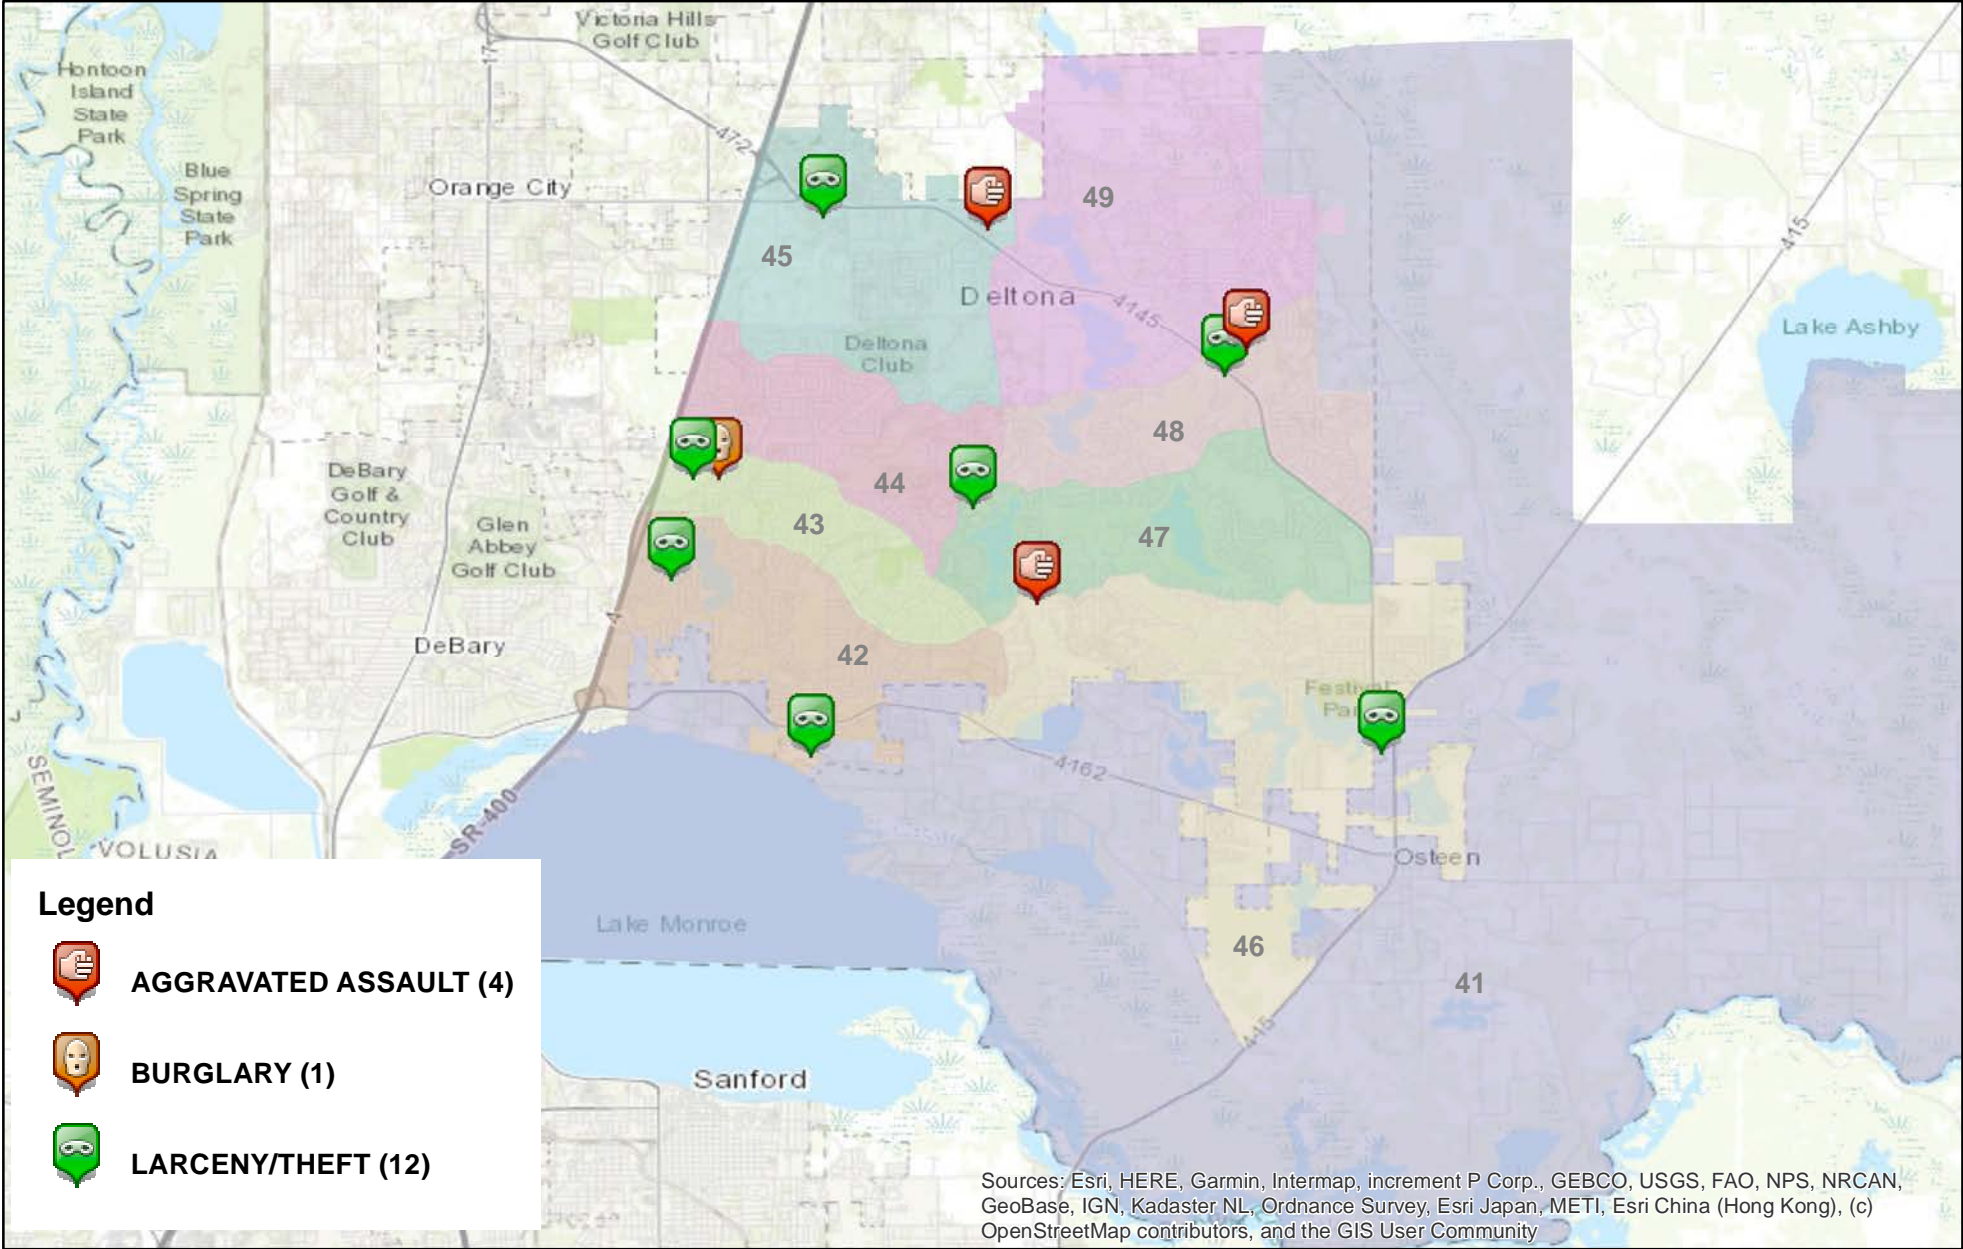 Victoria Hills
Golf Club
Hontoon
Island
State
Park
17
472
Blue
Spring
State
Park
Orange City
49
45
415
Deltona
4145
Lake Ashby
Deltona
Club
48
44
DeBary
Golf &
Country
Club
43
Glen
Abbey
Golf Club
47
4
DeBary
42
Festival
Par
4162
SEMINOL
VOLUSIA
SR-400
Osteen
Lake Monroe
46
41
415
Sanford
Legend
AGGRAVATED ASSAULT (4)
BURGLARY (1)
LARCENY/THEFT (12)
Sources: Esri, HERE, Garmin, Intermap, increment P Corp., GEBCO, USGS, FAO, NPS, NRCAN,
GeoBase, IGN, Kadaster NL, Ordnance Survey, Esri Japan, METI, Esri China (Hong Kong), (c)
OpenStreetMap contributors, and the GIS User Community